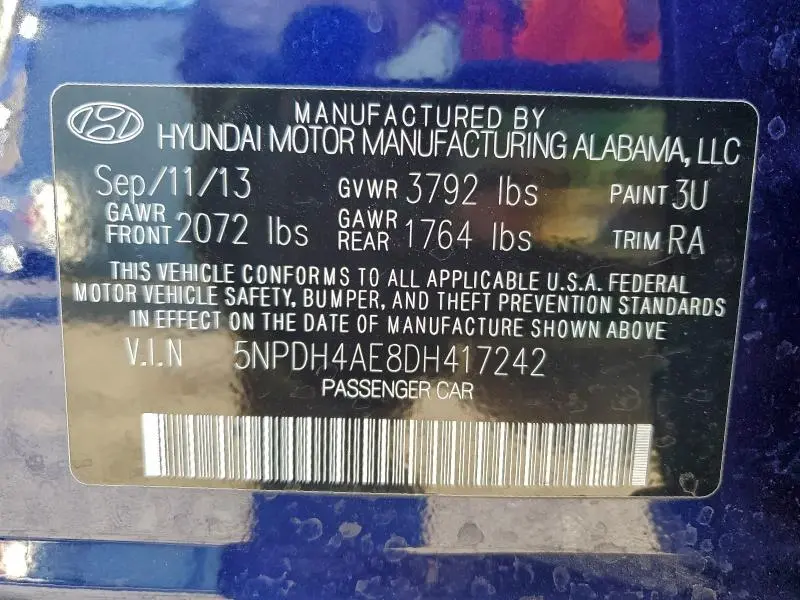 MANUFACTURED BY
HYUNDAI MOTOR MANUFACTURING ALABAMA, LLC
Sep/11/13 GVWR 3792 lbs PAINT 3U
GAWR FRONT 2072 lbs GAWR REAR 1764 lbs TRIM RA
THIS VEHICLE CONFORMS TO ALL APPLICABLE U.S.A. FEDERAL
MOTOR VEHICLE SAFETY, BUMPER, AND THEFT PREVENTION STANDARDS
IN EFFECT ON THE DATE OF MANUFACTURE SHOWN ABOVE
V.I.N 5NPDH4AE8DH417242
PASSENGER CAR